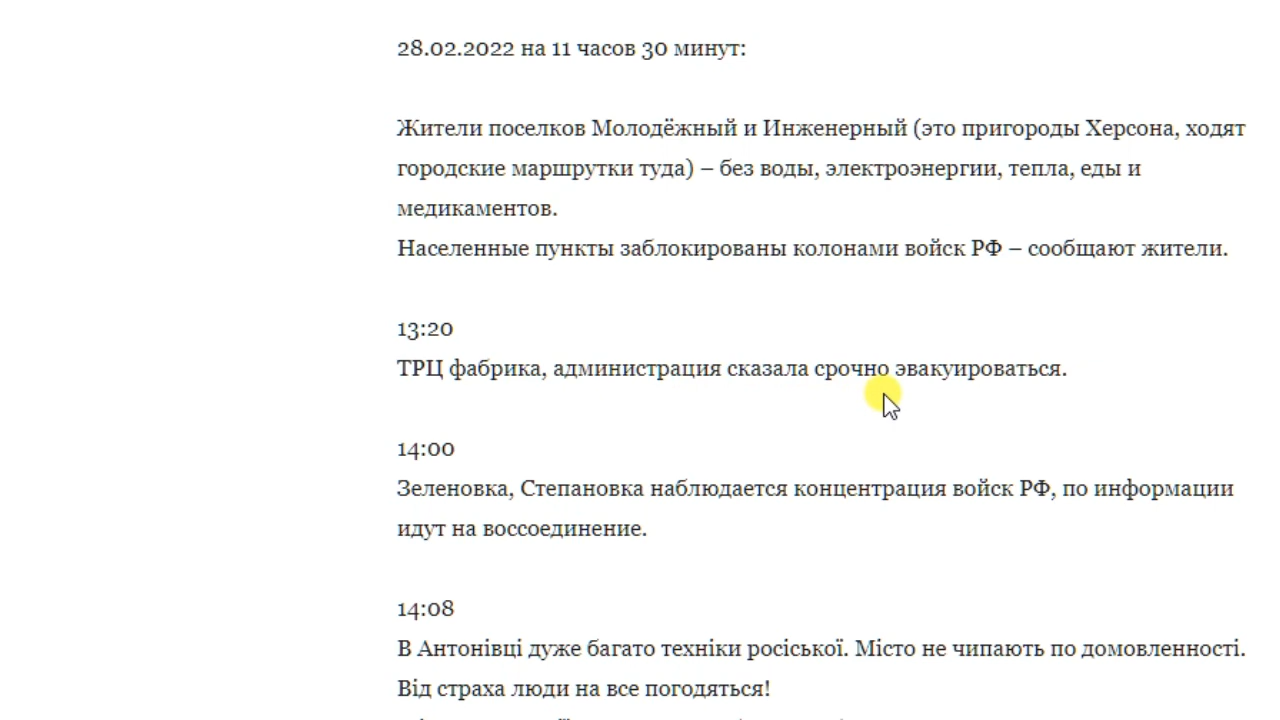 28.02.2022 на 11 часов 30 минут:
Жители поселков Молодёжный и Инженерный (это пригороды Херсона, ходят
городские маршрутки туда) – без воды, электроэнергии, тепла, еды и
медикаментов.
Населенные пункты заблокированы колонами войск РФ – сообщают жители.
13:20
ТРЦ фабрика, администрация сказала срочно эвакуироваться.
14:00
Зеленовка, Степановка наблюдается концентрация войск РФ, по информации
идут на воссоединение.
14:08
В Антонівці дуже багато техніки росіської. Місто не чипають по домовленності.
Від страха люди на все погодяться!